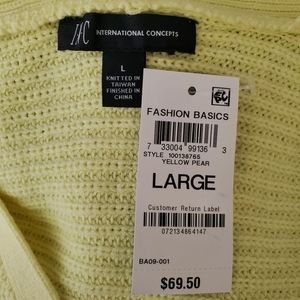 I.N.C INTERNATIONAL CONCEPTS
L
KNITTED IN
TAIWAN
FINISHED IN
CHINA
FASHION BASICS
7 33004 99136 3
STYLE 100138765
YELLOW PEAR
LARGE
Customer Return Label
072134864147
BA09-001
$69.50